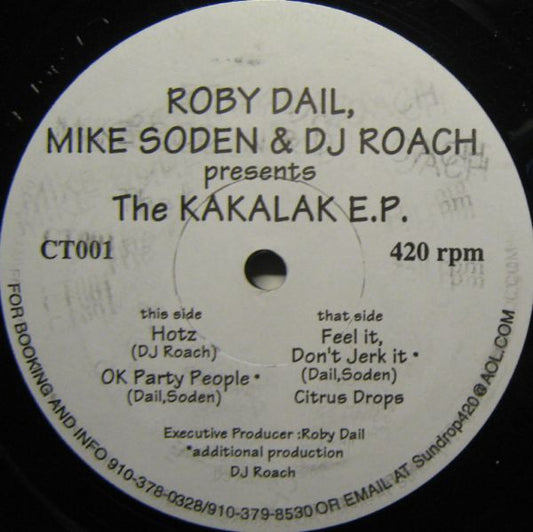 ROBY DAIL,
MIKE SODEN & DJ ROACH
presents
The KAKALAK E.P.
CT001
420 rpm
this side
Hotz
(DJ Roach)
OK Party People*
(Dail,Soden)
that side
Feel it,
Don't Jerk it*
(Dail,Soden)
Citrus Drops
Executive Producer :Roby Dail
*additional production
DJ Roach
FOR BOOKING AND INFO 910-378-0328/910-379-8530 OR EMAIL AT Sundrop420@AOL.COM